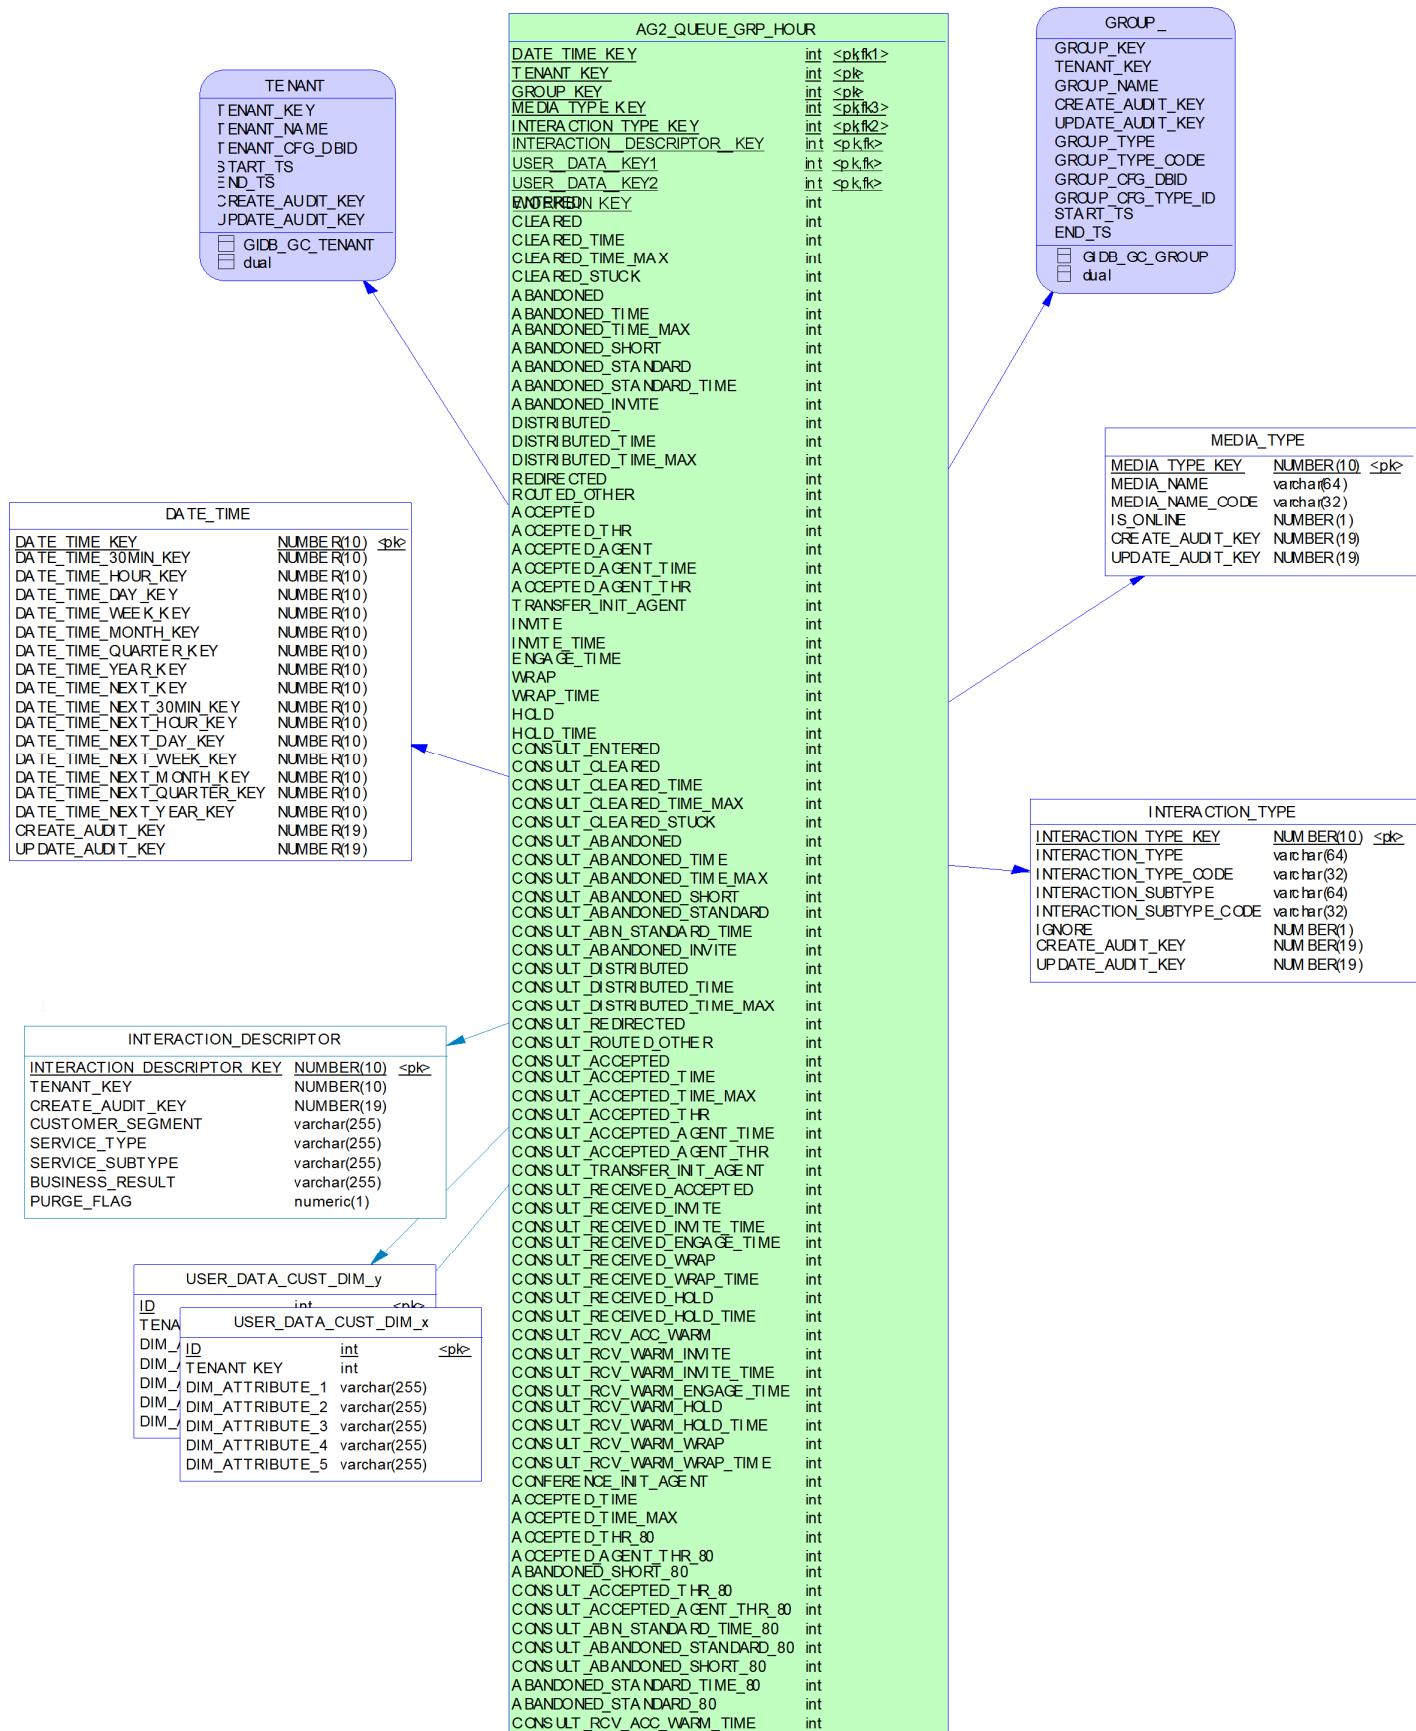 TENANT
TENANT_KEY
TENANT_NAME
TENANT_CFG_DBID
START_TS
END_TS
CREATE_AUDIT_KEY
UPDATE_AUDIT_KEY
GIDB_GC_TENANT
dual
DATE_TIME
DATE_TIME_KEY NUMBER(10) <pk>
DATE_TIME_30MIN_KEY NUMBER(10)
DATE_TIME_HOUR_KEY NUMBER(10)
DATE_TIME_DAY_KEY NUMBER(10)
DATE_TIME_WEEK_KEY NUMBER(10)
DATE_TIME_MONTH_KEY NUMBER(10)
DATE_TIME_QUARTER_KEY NUMBER(10)
DATE_TIME_YEAR_KEY NUMBER(10)
DATE_TIME_NEXT_KEY NUMBER(10)
DATE_TIME_NEXT_30MIN_KEY NUMBER(10)
DATE_TIME_NEXT_HOUR_KEY NUMBER(10)
DATE_TIME_NEXT_DAY_KEY NUMBER(10)
DATE_TIME_NEXT_WEEK_KEY NUMBER(10)
DATE_TIME_NEXT_MONTH_KEY NUMBER(10)
DATE_TIME_NEXT_QUARTER_KEY NUMBER(10)
DATE_TIME_NEXT_YEAR_KEY NUMBER(10)
CREATE_AUDIT_KEY NUMBER(19)
UPDATE_AUDIT_KEY NUMBER(19)
INTERACTION_DESCRIPTOR
INTERACTION_DESCRIPTOR_KEY NUMBER(10) <pk>
TENANT_KEY NUMBER(10)
CREATE_AUDIT_KEY NUMBER(19)
CUSTOMER_SEGMENT varchar(255)
SERVICE_TYPE varchar(255)
SERVICE_SUBTYPE varchar(255)
BUSINESS_RESULT varchar(255)
PURGE_FLAG numeric(1)
USER_DATA_CUST_DIM_y
ID int <pk>
TENA
DIM_A
DIM_A
DIM_A
DIM_A
DIM_A
USER_DATA_CUST_DIM_x
ID int <pk>
TENANT KEY int
DIM_ATTRIBUTE_1 varchar(255)
DIM_ATTRIBUTE_2 varchar(255)
DIM_ATTRIBUTE_3 varchar(255)
DIM_ATTRIBUTE_4 varchar(255)
DIM_ATTRIBUTE_5 varchar(255)
AG2_QUEUE_GRP_HOUR
DATE_TIME_KEY int <pk,fk1>
TENANT_KEY int <pk>
GROUP_KEY int <pk>
MEDIA_TYPE_KEY int <pk,fk3>
INTERACTION_TYPE_KEY int <pk,fk2>
INTERACTION_DESCRIPTOR_KEY int <pk,fk>
USER_DATA_KEY1 int <pk,fk>
USER_DATA_KEY2 int <pk,fk>
ENTERED int
CLEARED int
CLEARED_TIME int
CLEARED_TIME_MAX int
CLEARED_STUCK int
ABANDONED int
ABANDONED_TIME int
ABANDONED_TIME_MAX int
ABANDONED_SHORT int
ABANDONED_STANDARD int
ABANDONED_STANDARD_TIME int
ABANDONED_INVITE int
DISTRIBUTED_ int
DISTRIBUTED_TIME int
DISTRIBUTED_TIME_MAX int
REDIRECTED int
ROUTED_OTHER int
ACCEPTED int
ACCEPTED_THR int
ACCEPTED_AGENT int
ACCEPTED_AGENT_TIME int
ACCEPTED_AGENT_THR int
TRANSFER_INIT_AGENT int
INVITE int
INVITE_TIME int
ENGAGE_TIME int
WRAP int
WRAP_TIME int
HOLD int
HOLD_TIME int
CONSULT_ENTERED int
CONSULT_CLEARED int
CONSULT_CLEARED_TIME int
CONSULT_CLEARED_TIME_MAX int
CONSULT_CLEARED_STUCK int
CONSULT_ABANDONED int
CONSULT_ABANDONED_TIME int
CONSULT_ABANDONED_TIME_MAX int
CONSULT_ABANDONED_SHORT int
CONSULT_ABANDONED_STANDARD int
CONSULT_ABN_STANDARD_TIME int
CONSULT_ABANDONED_INVITE int
CONSULT_DISTRIBUTED int
CONSULT_DISTRIBUTED_TIME int
CONSULT_DISTRIBUTED_TIME_MAX int
CONSULT_REDIRECTED int
CONSULT_ROUTED_OTHER int
CONSULT_ACCEPTED int
CONSULT_ACCEPTED_TIME int
CONSULT_ACCEPTED_TIME_MAX int
CONSULT_ACCEPTED_THR int
CONSULT_ACCEPTED_AGENT_TIME int
CONSULT_ACCEPTED_AGENT_THR int
CONSULT_TRANSFER_INIT_AGENT int
CONSULT_RECEIVED_ACCEPTED int
CONSULT_RECEIVED_INVITE int
CONSULT_RECEIVED_INVITE_TIME int
CONSULT_RECEIVED_ENGAGE_TIME int
CONSULT_RECEIVED_WRAP int
CONSULT_RECEIVED_WRAP_TIME int
CONSULT_RECEIVED_HOLD int
CONSULT_RECEIVED_HOLD_TIME int
CONSULT_RCV_ACC_WARM int
CONSULT_RCV_WARM_INVITE int
CONSULT_RCV_WARM_INVITE_TIME int
CONSULT_RCV_WARM_ENGAGE_TIME int
CONSULT_RCV_WARM_HOLD int
CONSULT_RCV_WARM_HOLD_TIME int
CONSULT_RCV_WARM_WRAP int
CONSULT_RCV_WARM_WRAP_TIME int
CONFERENCE_INIT_AGENT int
ACCEPTED_TIME int
ACCEPTED_TIME_MAX int
ACCEPTED_THR_80 int
ACCEPTED_AGENT_THR_80 int
ABANDONED_SHORT_80 int
CONSULT_ACCEPTED_THR_80 int
CONSULT_ACCEPTED_AGENT_THR_80 int
CONSULT_ABN_STANDARD_TIME_80 int
CONSULT_ABANDONED_STANDARD_80 int
CONSULT_ABANDONED_SHORT_80 int
ABANDONED_STANDARD_TIME_80 int
ABANDONED_STANDARD_80 int
CONSULT_RCV_ACC_WARM_TIME int
GROUP_
GROUP_KEY
TENANT_KEY
GROUP_NAME
CREATE_AUDIT_KEY
UPDATE_AUDIT_KEY
GROUP_TYPE
GROUP_TYPE_CODE
GROUP_CFG_DBID
GROUP_CFG_TYPE_ID
START_TS
END_TS
GIDB_GC_GROUP
dual
MEDIA_TYPE
MEDIA_TYPE_KEY NUMBER(10) <pk>
MEDIA_NAME varchar(64)
MEDIA_NAME_CODE varchar(32)
IS_ONLINE NUMBER(1)
CREATE_AUDIT_KEY NUMBER(19)
UPDATE_AUDIT_KEY NUMBER(19)
INTERACTION_TYPE
INTERACTION_TYPE_KEY NUMBER(10) <pk>
INTERACTION_TYPE varchar(64)
INTERACTION_TYPE_CODE varchar(32)
INTERACTION_SUBTYPE varchar(64)
INTERACTION_SUBTYPE_CODE varchar(32)
IGNORE NUMBER(1)
CREATE_AUDIT_KEY NUMBER(19)
UPDATE_AUDIT_KEY NUMBER(19)